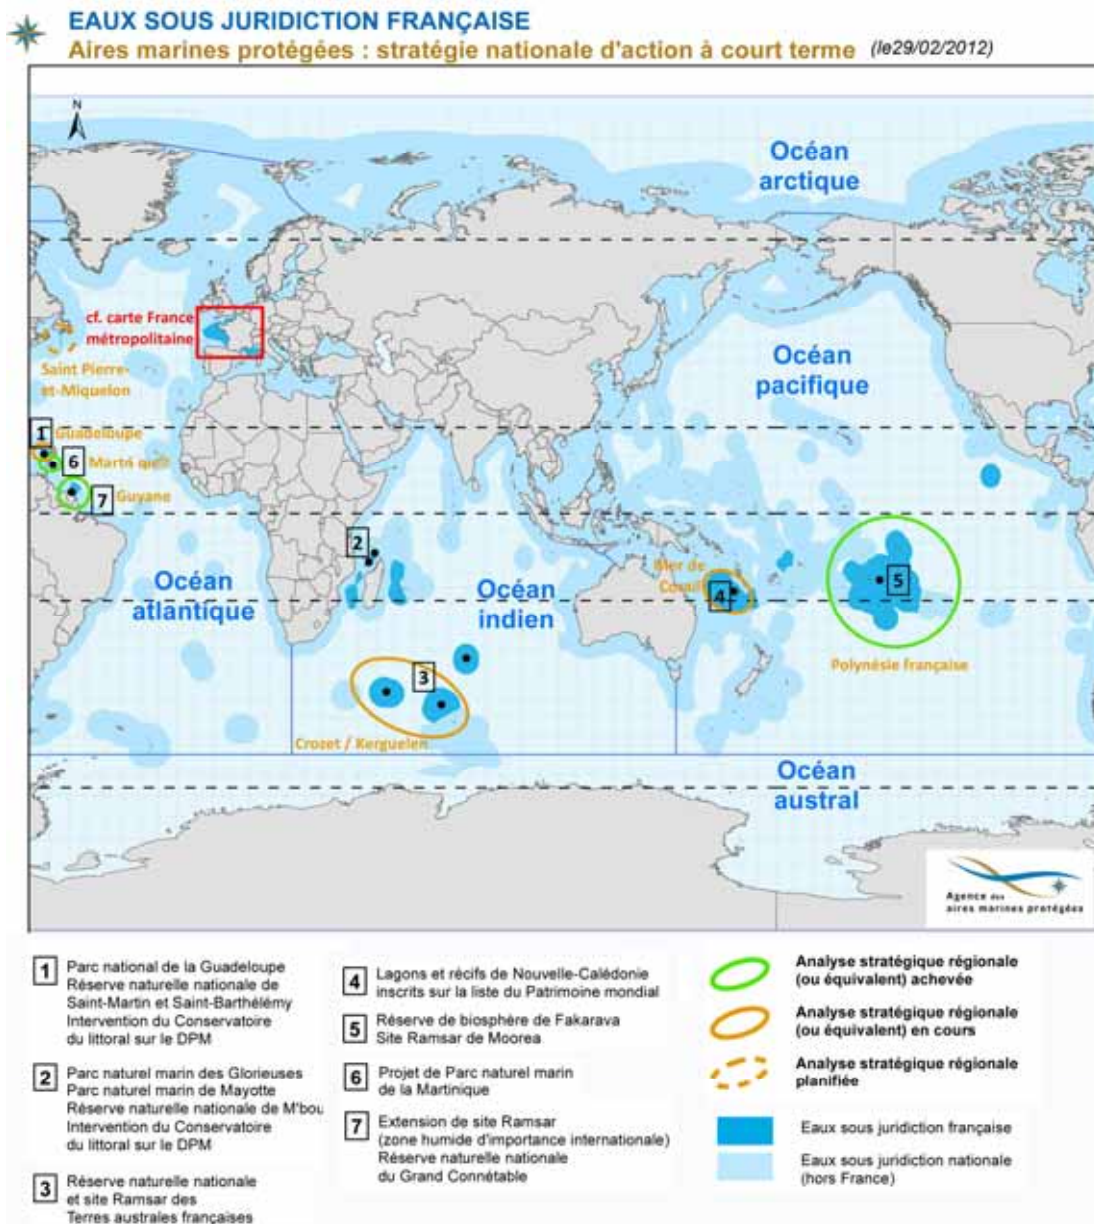 EAUX SOUS JURIDICTION FRANÇAISE
Aires marines protégées : stratégie nationale d'action à court terme (le29/02/2012)
N
Océan
arctique
cf. carte France
métropolitaine
Océan
pacifique
Saint Pierre-
et-Miquelon
1
Guadeloupe
6
7
Guyane
2
Océan
atlantique
Océan
indien
Mer de
Corail
4
5
Polynésie française
3
Crozet / Kerguelen
Océan
austral
Agence des
aires marines protégées
1
Parc national de la Guadeloupe
Réserve naturelle nationale de
Saint-Martin et Saint-Barthélémy
Intervention du Conservatoire
du littoral sur le DPM
2
Parc naturel marin des Glorieuses
Parc naturel marin de Mayotte
Réserve naturelle nationale de M'bou
Intervention du Conservatoire
du littoral sur le DPM
3
Réserve naturelle nationale
et site Ramsar des
Terres australes françaises
4
Lagons et récifs de Nouvelle-Calédonie
inscrits sur la liste du Patrimoine mondial
5
Réserve de biosphère de Fakarava
Site Ramsar de Moorea
6
Projet de Parc naturel marin
de la Martinique
7
Extension de site Ramsar
(zone humide d'importance internationale)
Réserve naturelle nationale
du Grand Connétable
Analyse stratégique régionale
(ou équivalent) achevée
Analyse stratégique régionale
(ou équivalent) en cours
Analyse stratégique régionale
planifiée
Eaux sous juridiction française
Eaux sous juridiction nationale
(hors France)